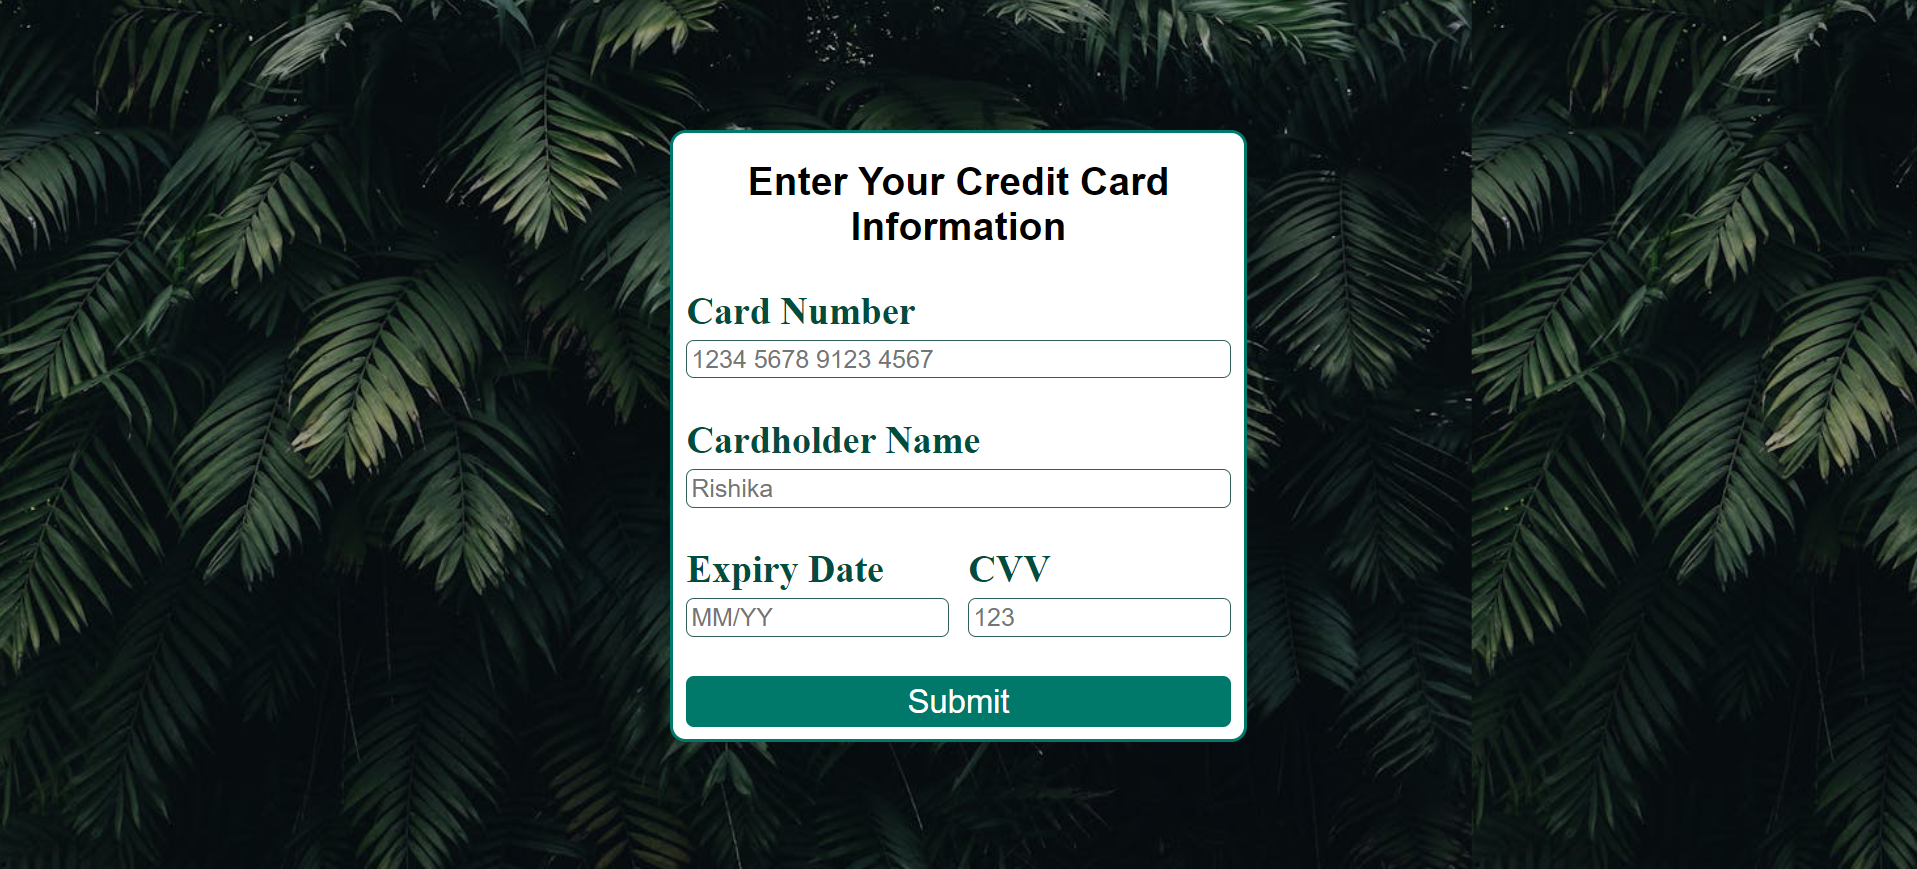 Enter Your Credit Card
Information
Card Number
1234 5678 9123 4567
Cardholder Name
Rishika
Expiry Date CVV
MM/YY 123
Submit